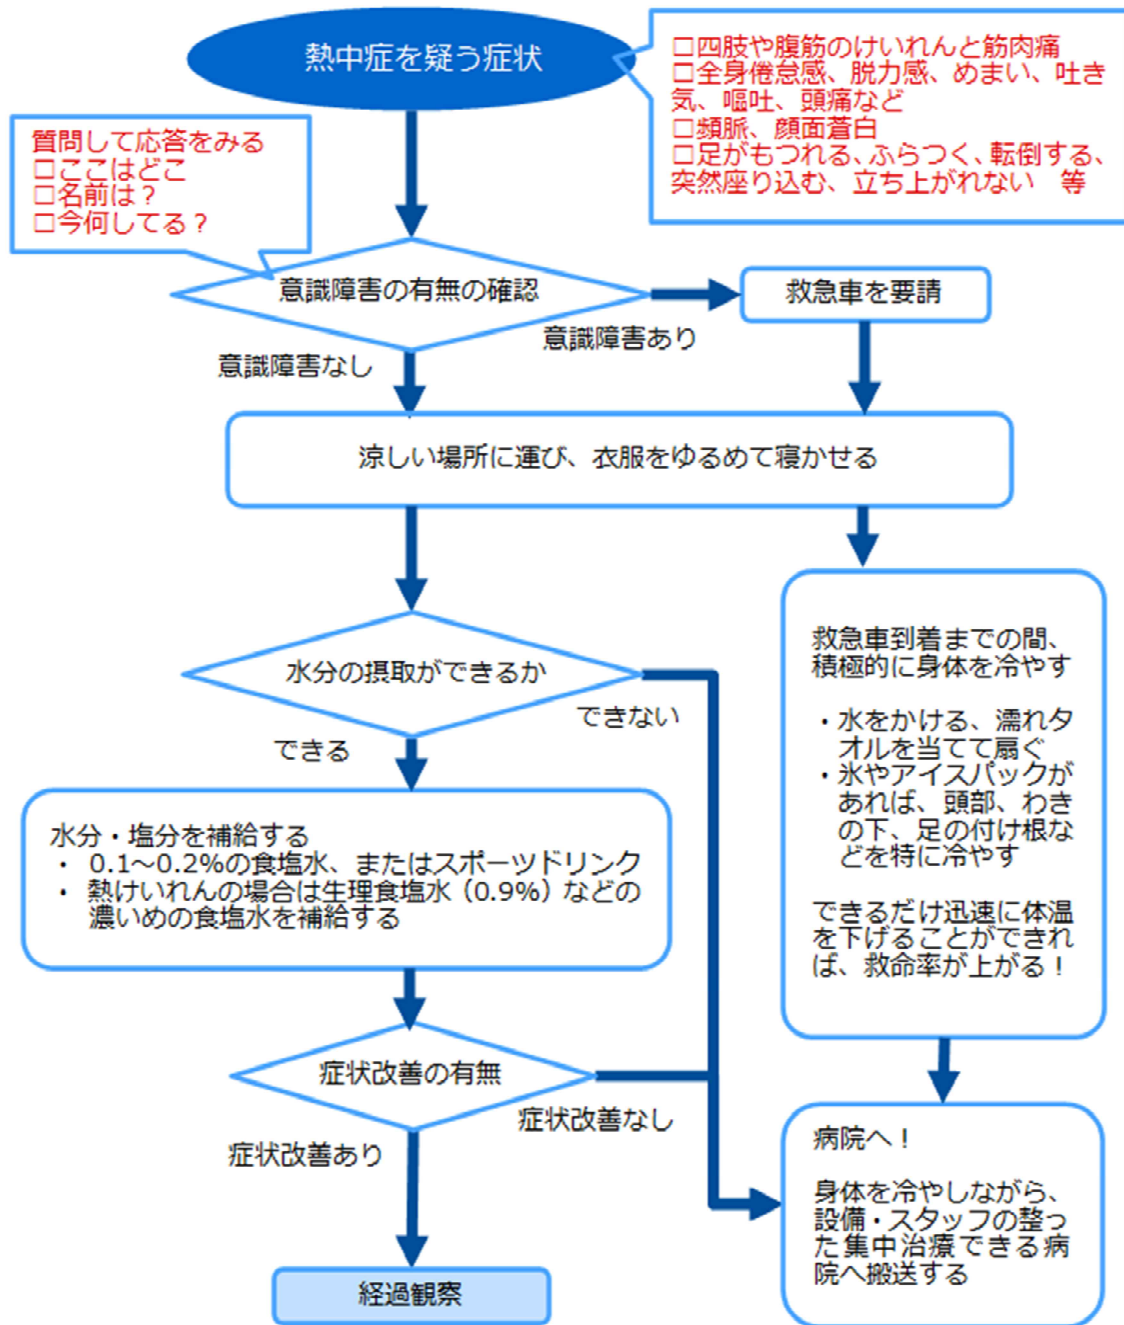 熱中症を疑う症状
□四肢や腹筋のけいれんと筋肉痛
□全身倦怠感、脱力感、めまい、吐き
気、嘔吐、頭痛など
□頻脈、顔面蒼白
□足がもつれる、ふらつく、転倒する、
突然座り込む、立ち上がれない　等
質問して応答をみる
□ここはどこ
□名前は？
□今何してる？
意識障害の有無の確認
救急車を要請
意識障害あり
意識障害なし
涼しい場所に運び、衣服をゆるめて寝かせる
水分の摂取ができるか
できない
できる
水分・塩分を補給する
・ 0.1～0.2%の食塩水、またはスポーツドリンク
・ 熱けいれんの場合は生理食塩水（0.9%）などの
濃いめの食塩水を補給する
救急車到着までの間、
積極的に身体を冷やす
・水をかける、濡れタ
オルを当てて扇ぐ
・氷やアイスパックが
あれば、頭部、わき
の下、足の付け根な
どを特に冷やす
できるだけ迅速に体温
を下げることができれ
ば、救命率が上がる！
症状改善の有無
症状改善なし
症状改善あり
経過観察
病院へ！
身体を冷やしながら、
設備・スタッフの整っ
た集中治療できる病
院へ搬送する